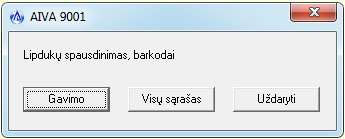 AIVA 9001
Lipdukų spausdinimas, barkodai
Gavimo
Visų sąrašas
Uždaryti